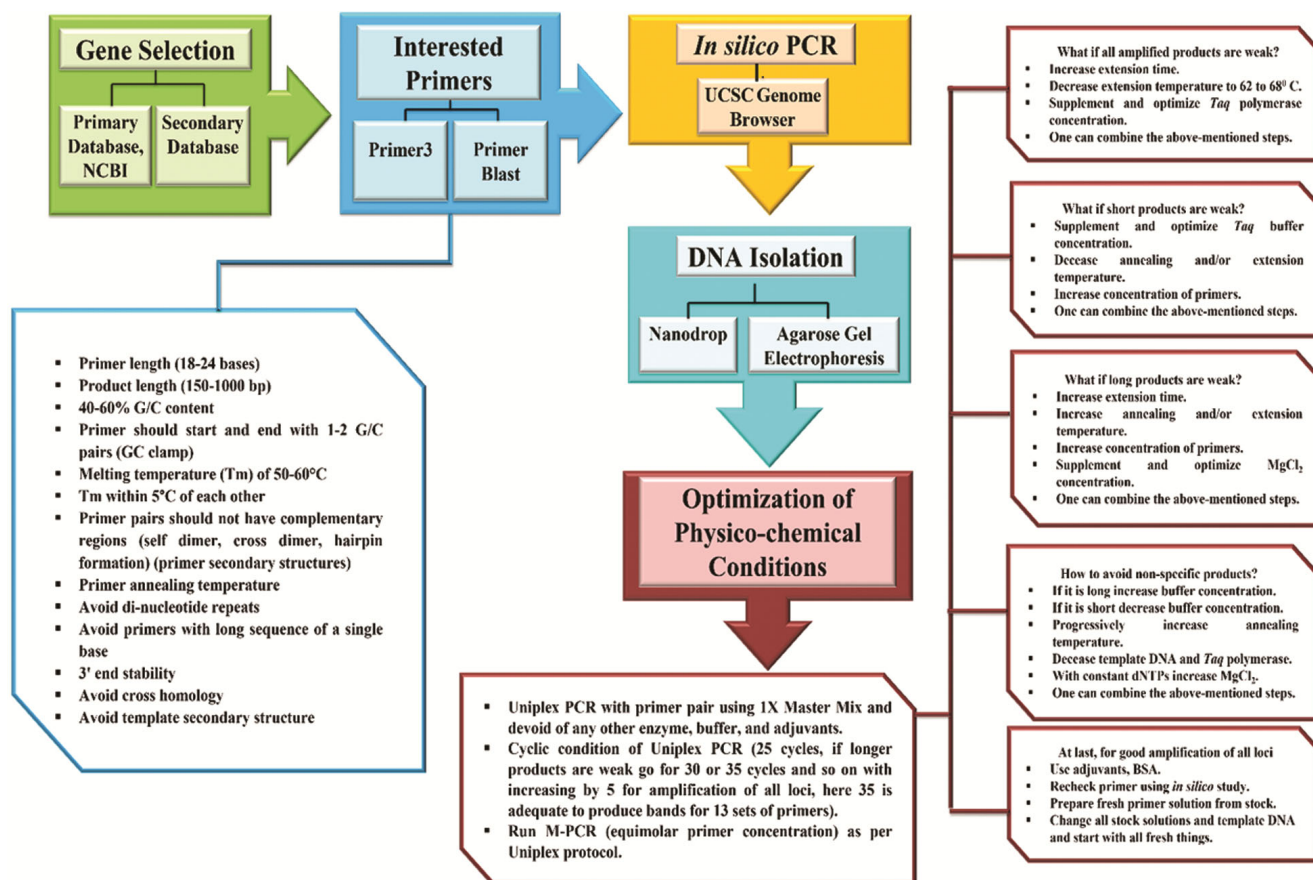 Gene Selection
Primary
Database,
NCBI
Secondary
Database
Interested
Primers
Primer3
Primer
Blast
In silico PCR
UCSC Genome
Browser
DNA Isolation
Nanodrop
Agarose Gel
Electrophoresis
Optimization of
Physico-chemical
Conditions
▪ Primer length (18-24 bases)
▪ Product length (150-1000 bp)
▪ 40-60% G/C content
▪ Primer should start and end with 1-2 G/C
pairs (GC clamp)
▪ Melting temperature (Tm) of 50-60°C
▪ Tm within 5°C of each other
▪ Primer pairs should not have complementary
regions (self dimer, cross dimer, hairpin
formation) (primer secondary structures)
▪ Primer annealing temperature
▪ Avoid di-nucleotide repeats
▪ Avoid primers with long sequence of a single
base
▪ 3' end stability
▪ Avoid cross homology
▪ Avoid template secondary structure
▪ Uniplex PCR with primer pair using 1X Master Mix and
devoid of any other enzyme, buffer, and adjuvants.
▪ Cyclic condition of Uniplex PCR (25 cycles, if longer
products are weak go for 30 or 35 cycles and so on with
increasing by 5 for amplification of all loci, here 35 is
adequate to produce bands for 13 sets of primers).
▪ Run M-PCR (equimolar primer concentration) as per
Uniplex protocol.
What if all amplified products are weak?
▪ Increase extension time.
▪ Decrease extension temperature to 62 to 68⁰ C.
▪ Supplement and optimize Taq polymerase
concentration.
▪ One can combine the above-mentioned steps.
What if short products are weak?
▪ Supplement and optimize Taq buffer
concentration.
▪ Decease annealing and/or extension
temperature.
▪ Increase concentration of primers.
▪ One can combine the above-mentioned steps.
What if long products are weak?
▪ Increase extension time.
▪ Increase annealing and/or extension
temperature.
▪ Increase concentration of primers.
▪ Supplement and optimize MgCl₂
concentration.
▪ One can combine the above-mentioned steps.
How to avoid non-specific products?
▪ If it is long increase buffer concentration.
▪ If it is short decrease buffer concentration.
▪ Progressively increase annealing
temperature.
▪ Decease template DNA and Taq polymerase.
▪ With constant dNTPs increase MgCl₂.
▪ One can combine the above-mentioned steps.
At last, for good amplification of all loci
▪ Use adjuvants, BSA.
▪ Recheck primer using in silico study.
▪ Prepare fresh primer solution from stock.
▪ Change all stock solutions and template DNA
and start with all fresh things.